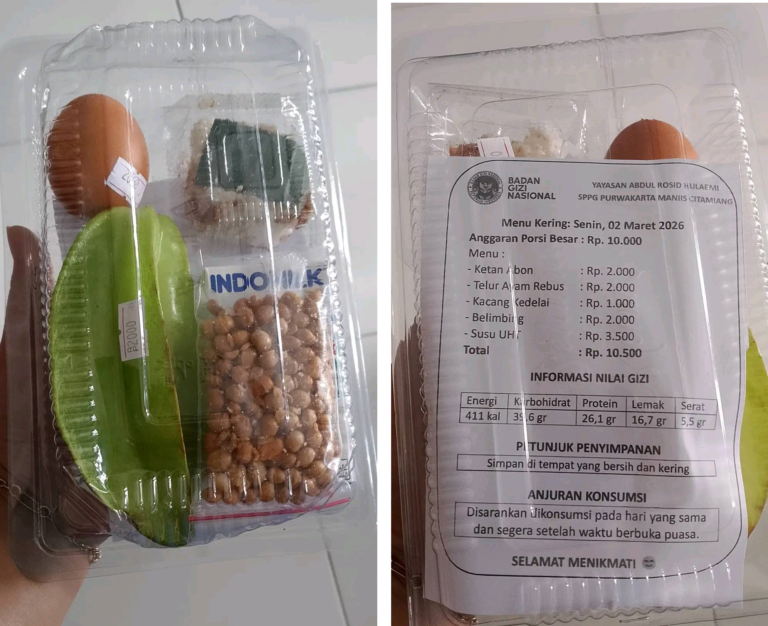 R2000
INDOMILK
BADAN
GIZI
NASIONAL
YAYASAN ABDUL ROSID HULAEMI
SPPG PURWAKARTA MANIIS CITAMIANG
Menu Kering: Senin, 02 Maret 2026
Anggaran Porsi Besar : Rp. 10.000
Menu :
- Ketan Abon : Rp. 2.000
- Telur Ayam Rebus : Rp. 2.000
- Kacang Kedelai : Rp. 1.000
- Belimbing : Rp. 2.000
- Susu UHT : Rp. 3.500
Total : Rp. 10.500
INFORMASI NILAI GIZI
Energi Karbohidrat Protein Lemak Serat
411 kal 39,6 gr 26,1 gr 16,7 gr 5,5 gr
PETUNJUK PENYIMPANAN
Simpan di tempat yang bersih dan kering
ANJURAN KONSUMSI
Disarankan dikonsumsi pada hari yang sama
dan segera setelah waktu berbuka puasa.
SELAMAT MENIKMATI 😊